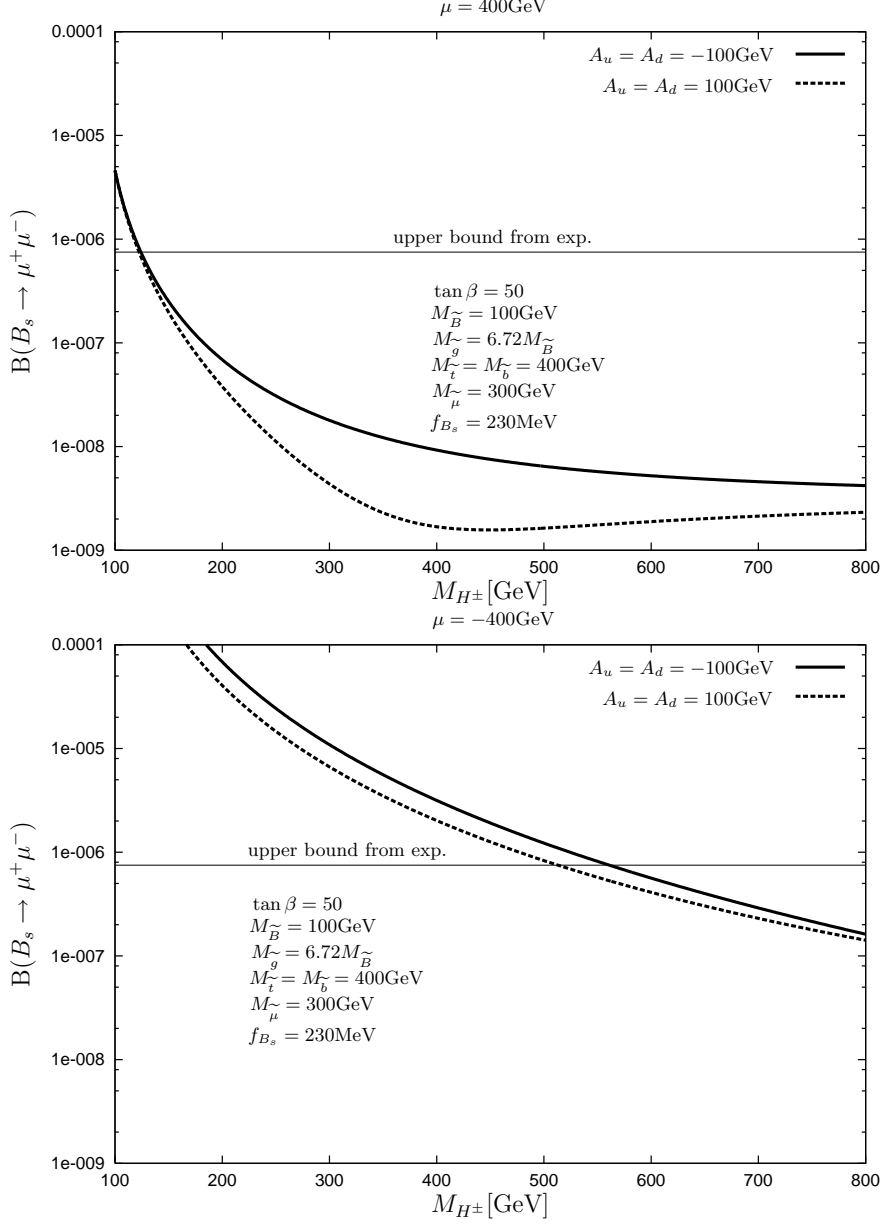 μ = 400GeV
0.0001
1e-005
1e-006
1e-007
1e-008
1e-009
B(B_s → μ⁺μ⁻)
A_u = A_d = −100GeV
A_u = A_d = 100GeV
upper bound from exp.
tan β = 50
M_B̃ = 100GeV
M_g̃ = 6.72M_B̃
M_t̃ = M_b̃ = 400GeV
M_μ̃ = 300GeV
f_{B_s} = 230MeV
100 200 300 400 500 600 700 800
M_{H±}[GeV]
μ = −400GeV
0.0001
1e-005
1e-006
1e-007
1e-008
1e-009
B(B_s → μ⁺μ⁻)
A_u = A_d = −100GeV
A_u = A_d = 100GeV
upper bound from exp.
tan β = 50
M_B̃ = 100GeV
M_g̃ = 6.72M_B̃
M_t̃ = M_b̃ = 400GeV
M_μ̃ = 300GeV
f_{B_s} = 230MeV
100 200 300 400 500 600 700 800
M_{H±}[GeV]